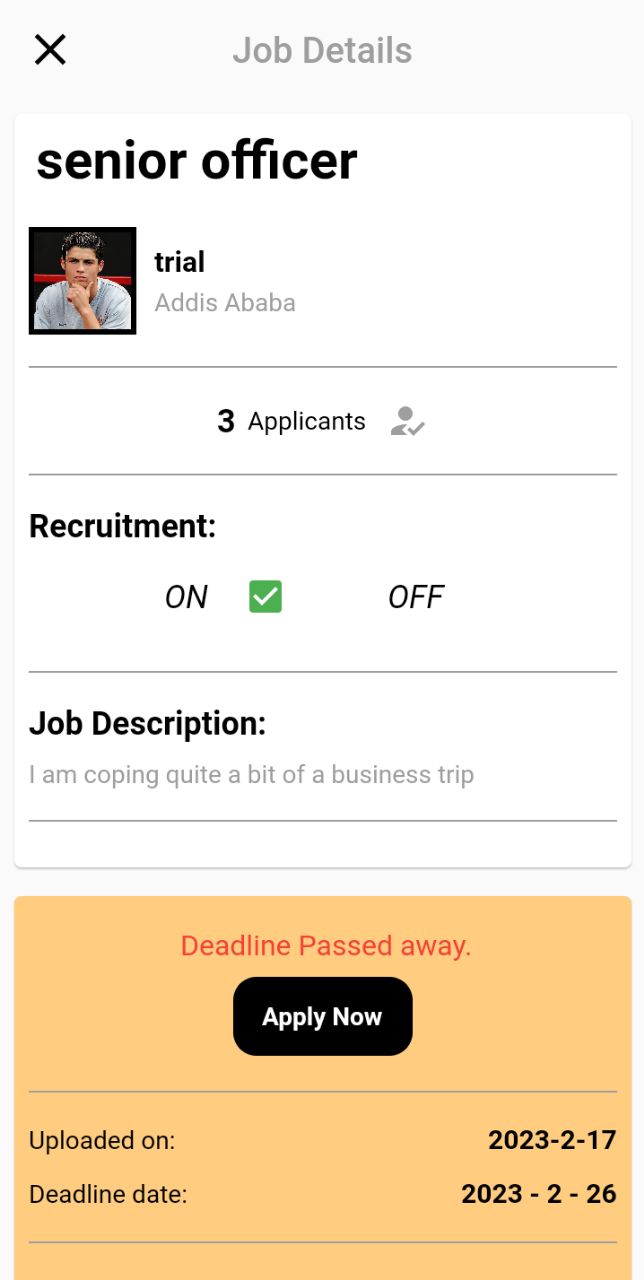 Job Details
senior officer
trial
Addis Ababa
3 Applicants
Recruitment:
ON OFF
Job Description:
I am coping quite a bit of a business trip
Deadline Passed away.
Apply Now
Uploaded on: 2023-2-17
Deadline date: 2023 - 2 - 26